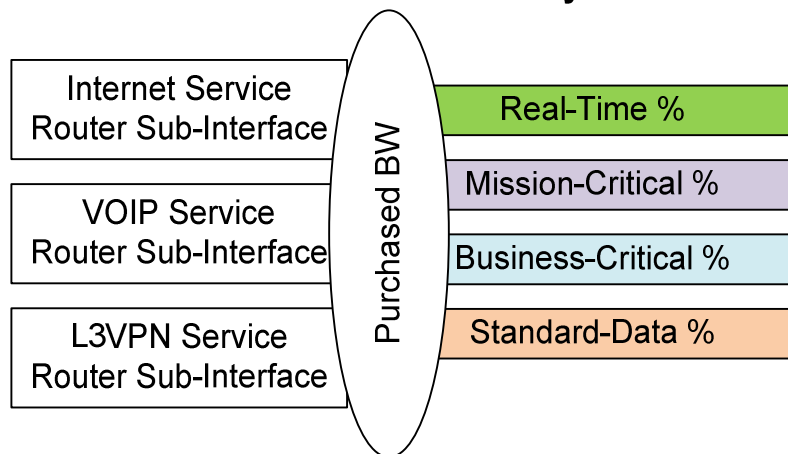 Internet Service
Router Sub-Interface
VOIP Service
Router Sub-Interface
L3VPN Service
Router Sub-Interface
Purchased BW
Real-Time %
Mission-Critical %
Business-Critical %
Standard-Data %